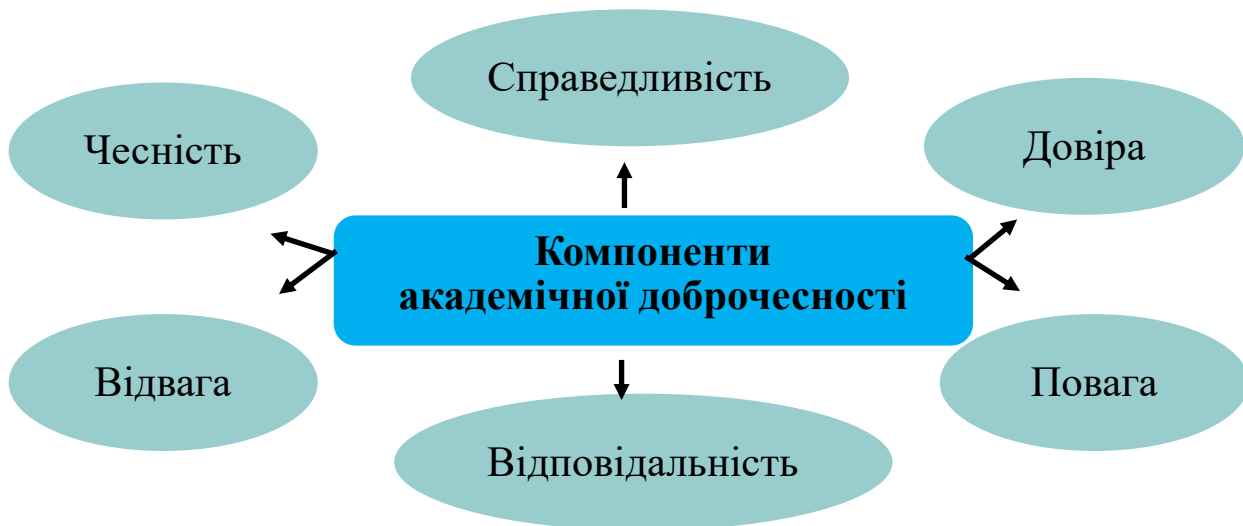 Справедливість
Чесність
Довіра
Компоненти
академічної доброчесності
Відвага
Повага
Відповідальність